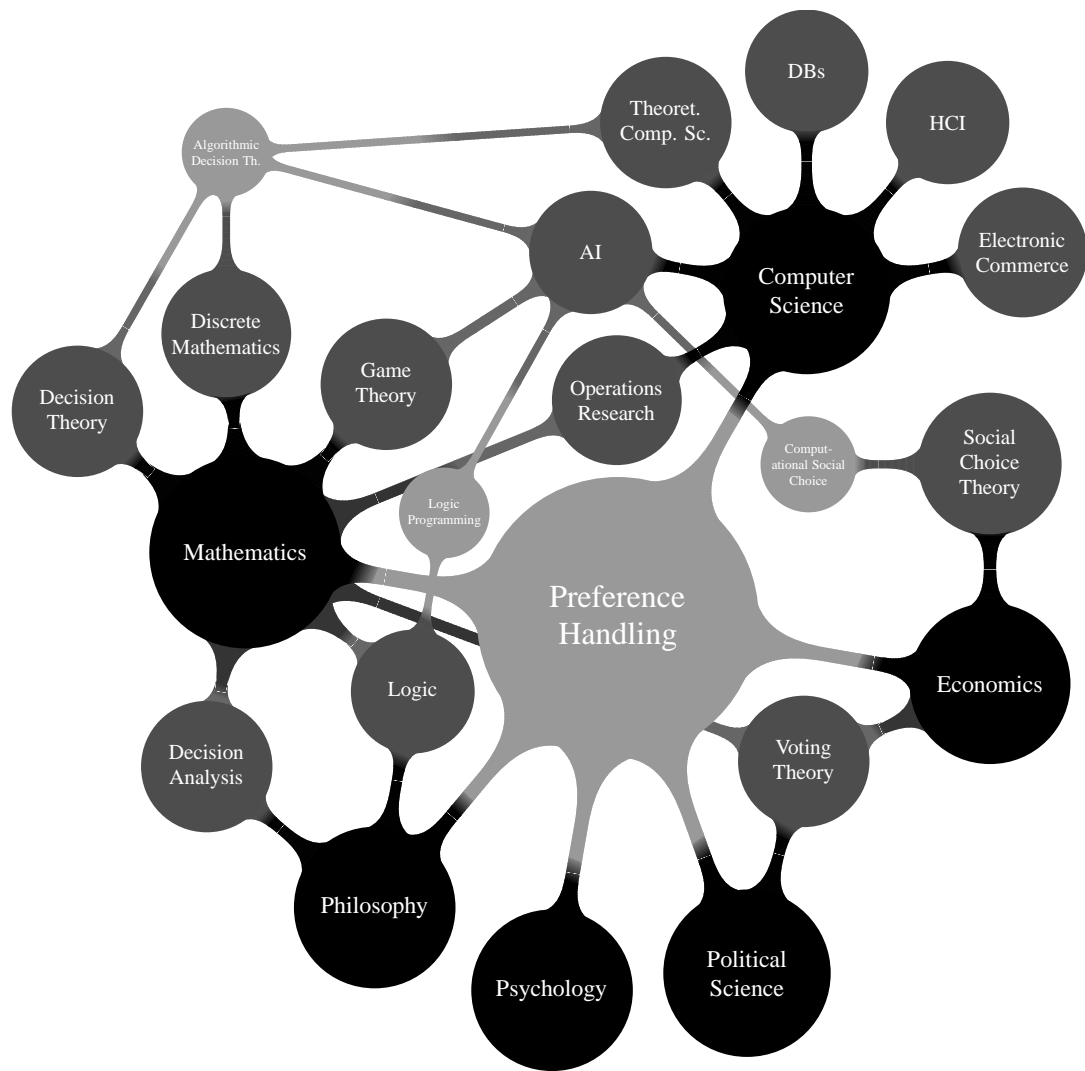 DBs
Theoret.
Comp. Sc.
HCI
Algorithmic
Decision Th.
AI
Electronic
Commerce
Computer
Science
Discrete
Mathematics
Game
Theory
Decision
Theory
Operations
Research
Social
Choice
Theory
Comput-
ational Social
Choice
Logic
Programming
Mathematics
Preference
Handling
Logic
Economics
Decision
Analysis
Voting
Theory
Philosophy
Psychology
Political
Science